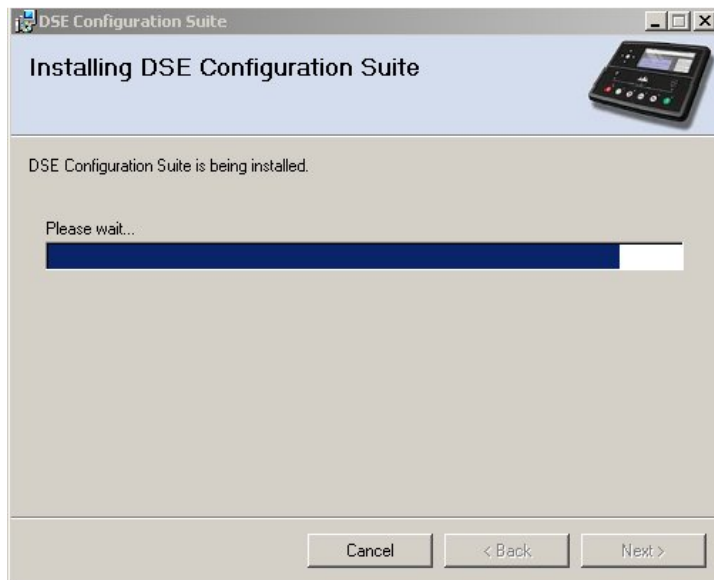 DSE Configuration Suite
Installing DSE Configuration Suite
DSE Configuration Suite is being installed.
Please wait...
Cancel
< Back
Next >